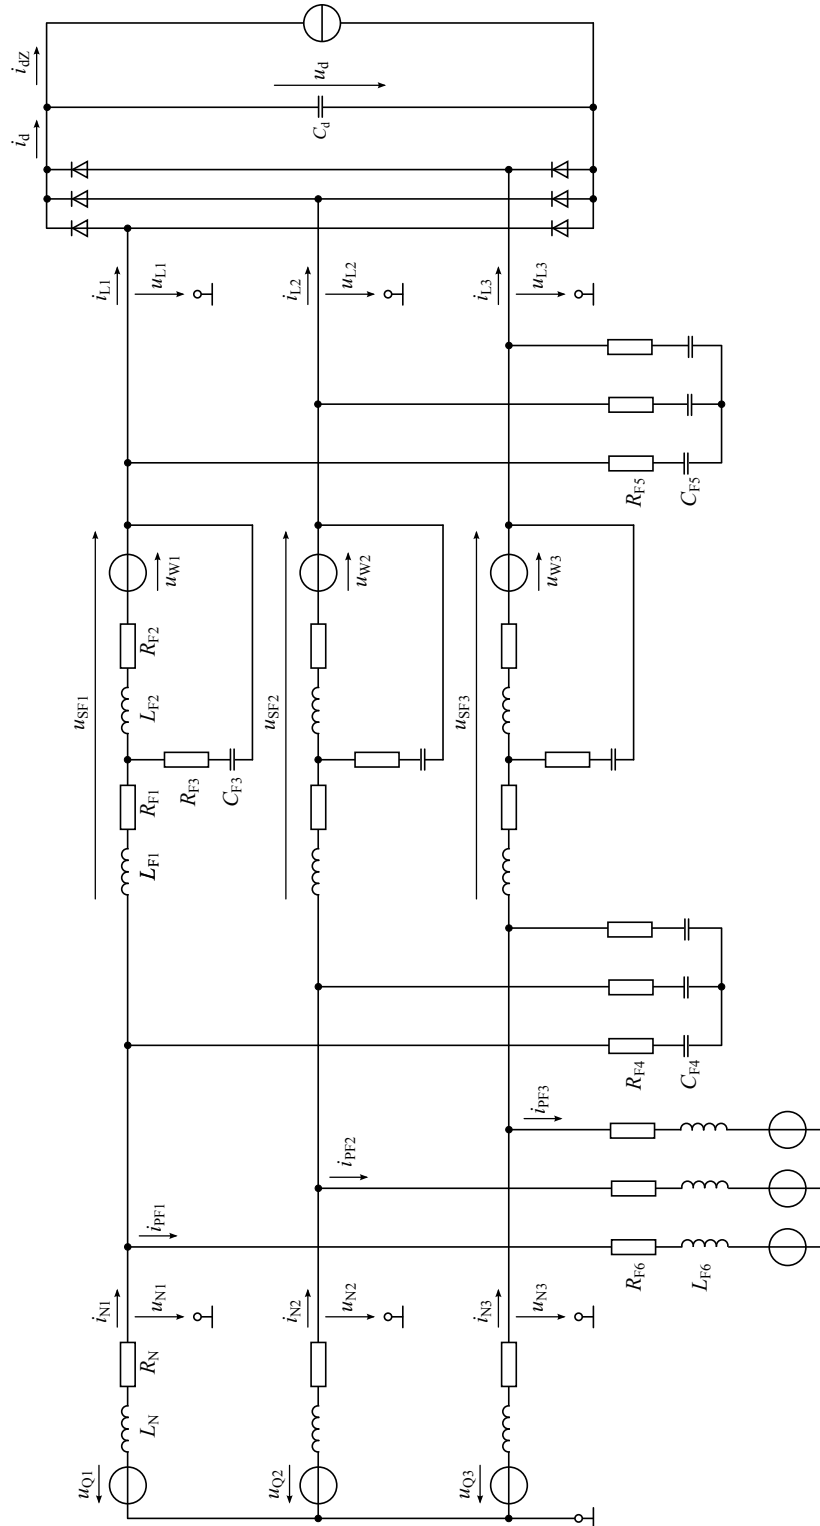 i_dZ
u_d
C_d
i_d
i_L1
u_L1
i_L2
u_L2
i_L3
u_L3
R_F5
C_F5
u_SF1
u_W1
R_F2
L_F2
R_F3
C_F3
R_F1
L_F1
u_SF2
u_W2
u_SF3
u_W3
R_F4
C_F4
i_PF3
i_PF2
i_PF1
R_F6
L_F6
i_N1
u_N1
i_N2
u_N2
i_N3
u_N3
R_N
L_N
u_Q1
u_Q2
u_Q3